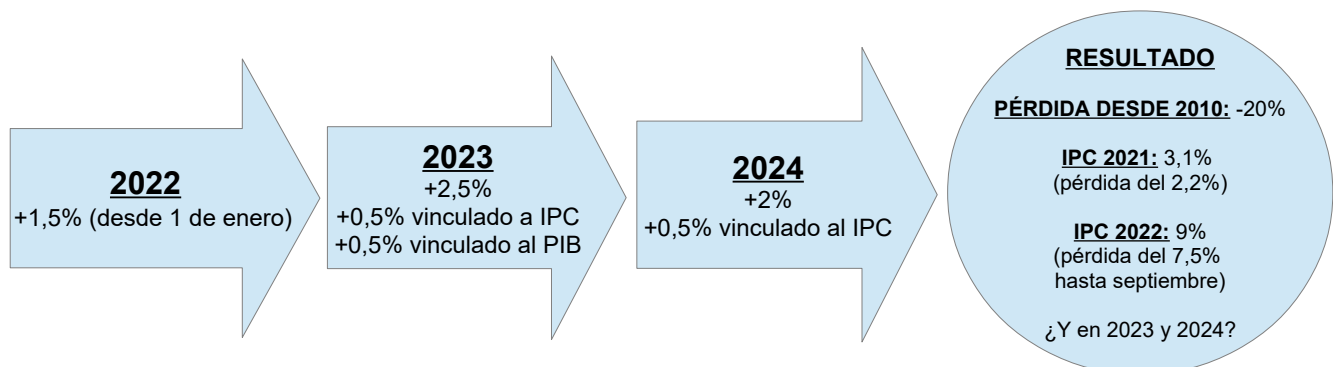 2022
+1,5% (desde 1 de enero)
2023
+2,5%
+0,5% vinculado a IPC
+0,5% vinculado al PIB
2024
+2%
+0,5% vinculado al IPC
RESULTADO
PÉRDIDA DESDE 2010: -20%
IPC 2021: 3,1%
(pérdida del 2,2%)
IPC 2022: 9%
(pérdida del 7,5%
hasta septiembre)
¿Y en 2023 y 2024?